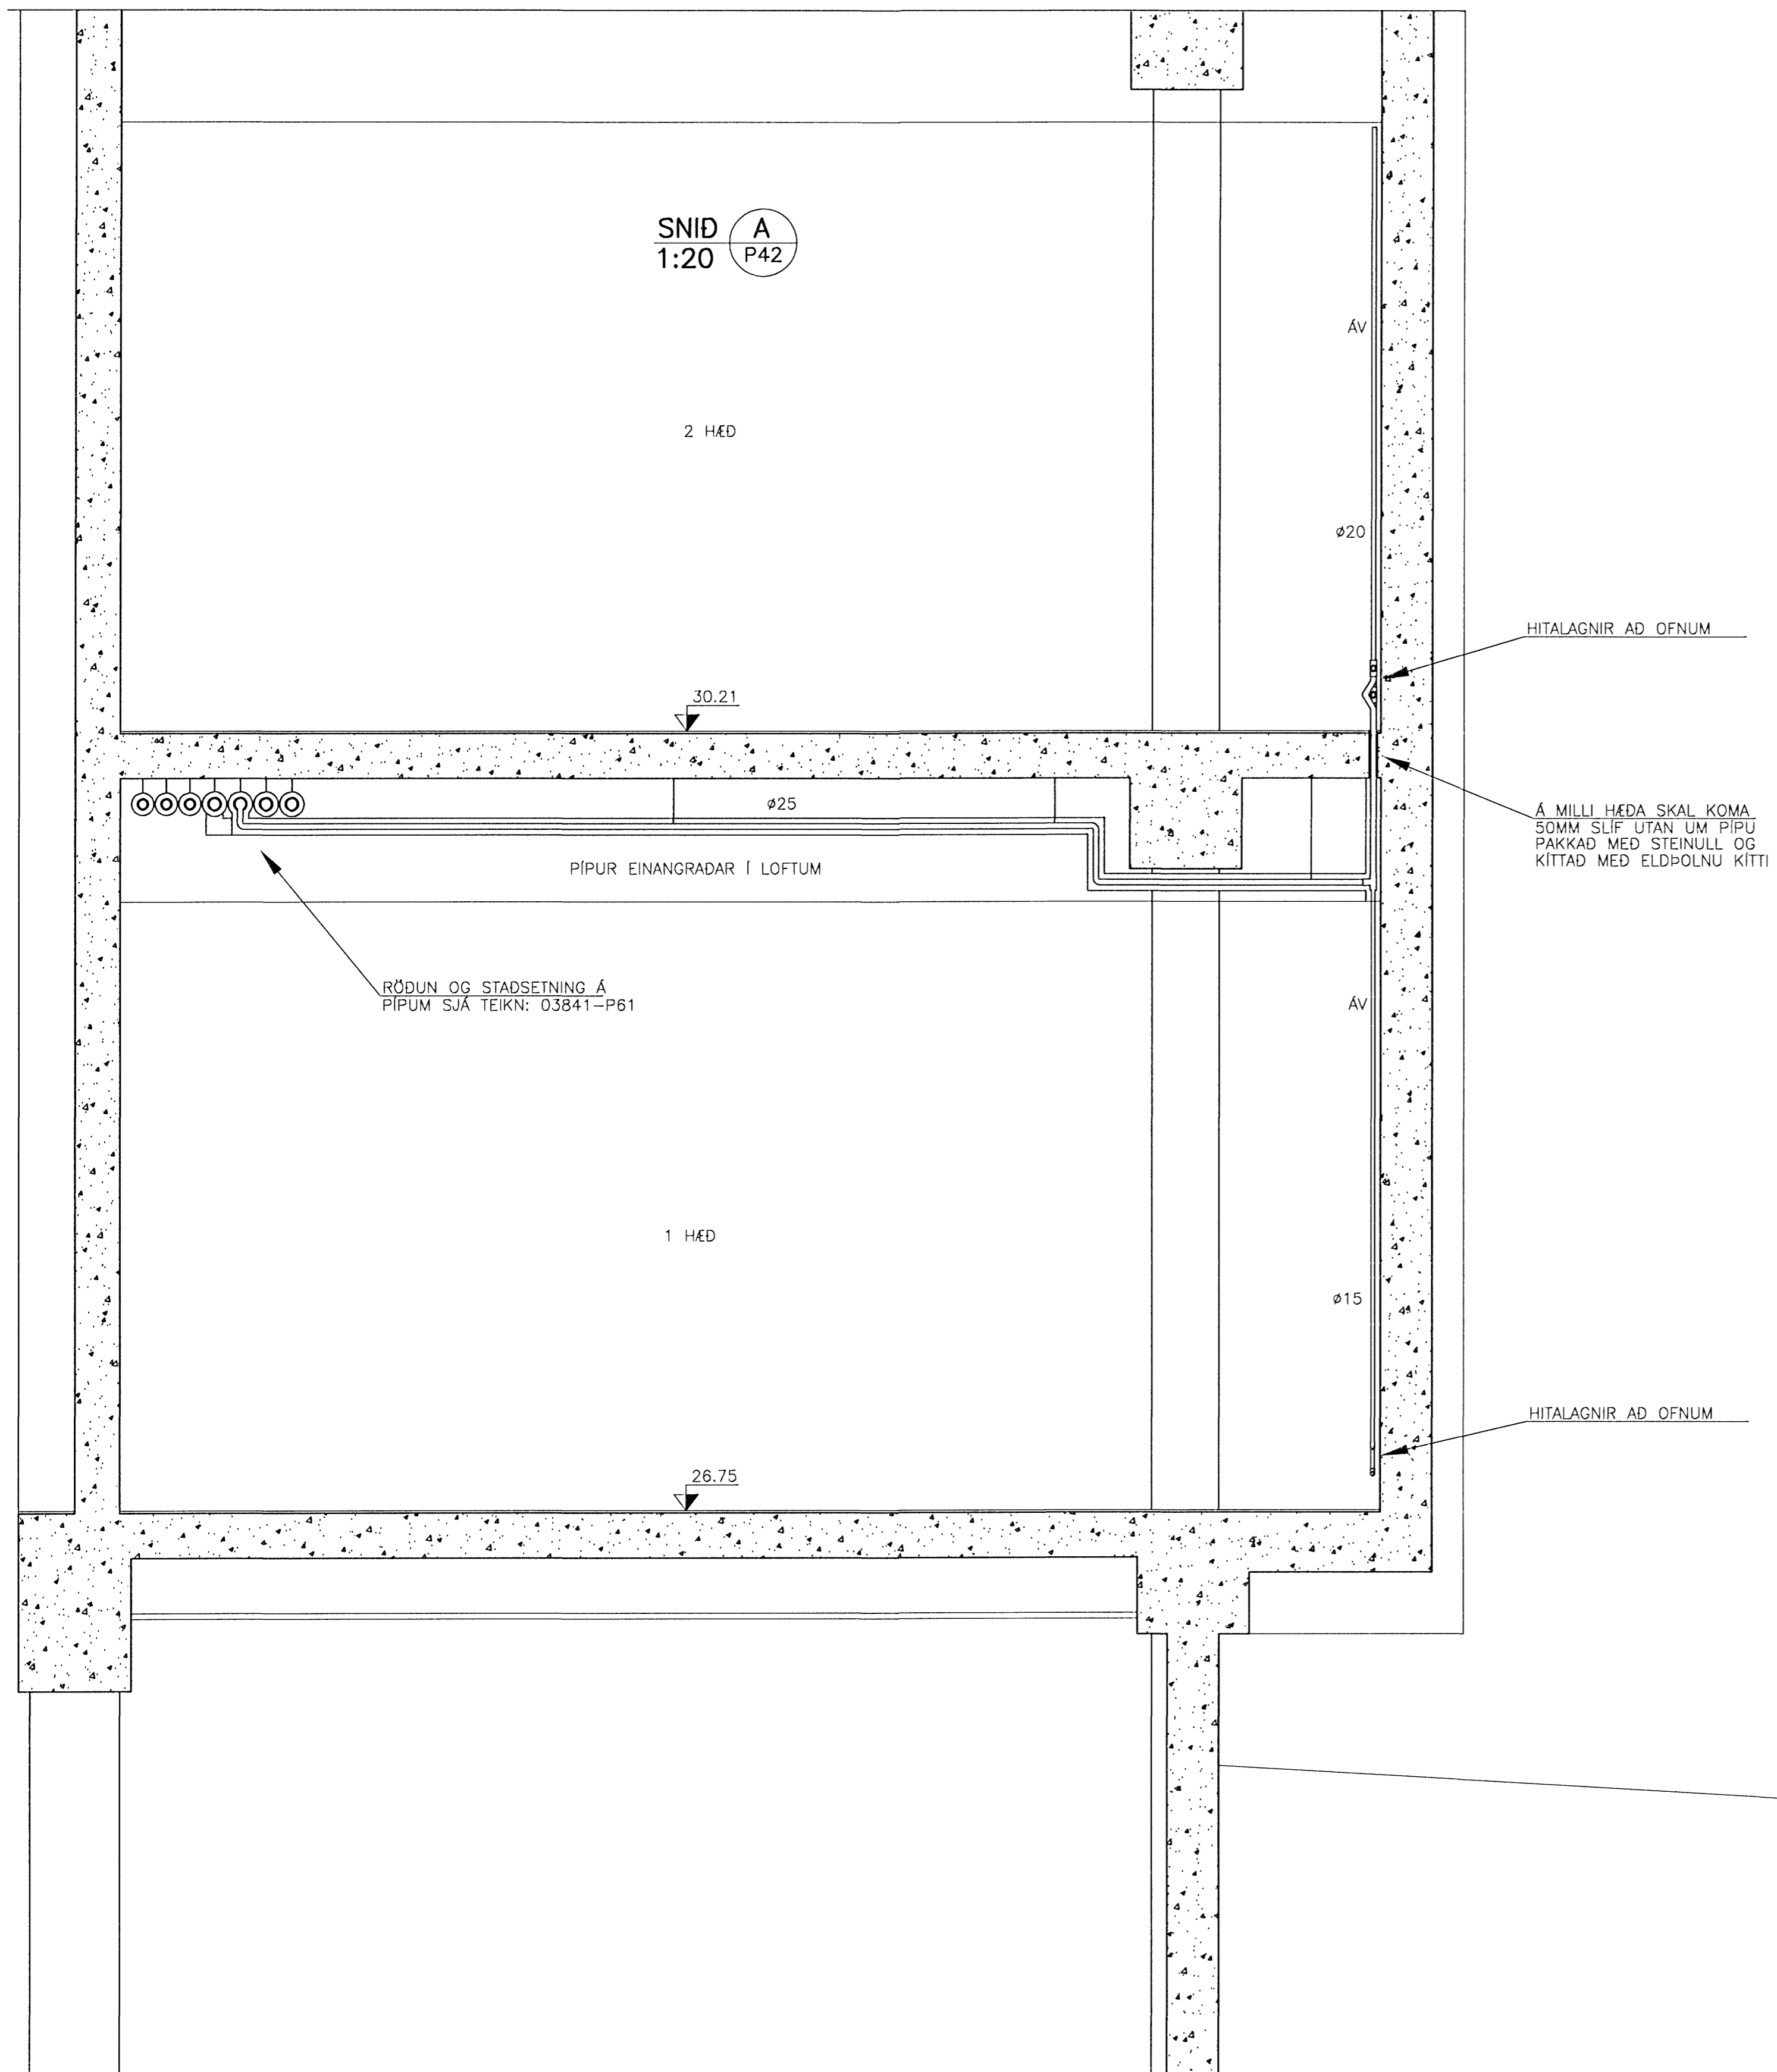 SNIÐ A
1:20 P42
ÁV
2 HÆÐ
Ø20
HITALAGNIR AÐ OFNUM
30.21
Ø25
Á MILLI HÆÐA SKAL KOMA
50MM SLÍF UTAN UM PÍPU
PAKKAÐ MEÐ STEINULL OG
KÍTTAÐ MEÐ ELDÞOLNU KÍTTI
PÍPUR EINANGRAÐAR Í LOFTUM
RÖÐUN OG STAÐSETNING Á
PÍPUM SJÁ TEIKN: 03841-P61
ÁV
1 HÆÐ
Ø15
HITALAGNIR AÐ OFNUM
26.75